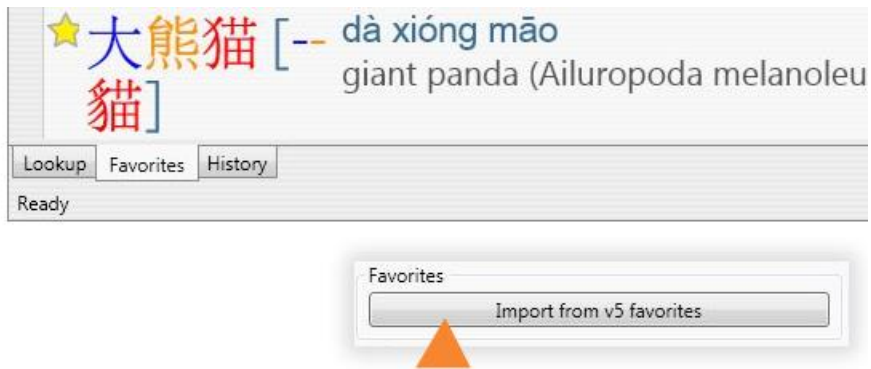 大熊猫 [-- dà xióng māo
貓] giant panda (Ailuropoda melanoleu
Lookup Favorites History
Ready
Favorites
Import from v5 favorites